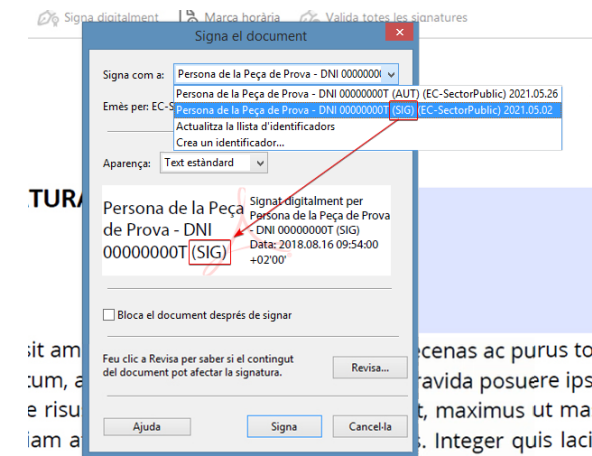 Signa digitalment Marca horària Valida totes les signatures
Signa el document
Signa com a: Persona de la Peça de Prova - DNI 0000000(
Persona de la Peça de Prova - DNI 00000000T (AUT) (EC-SectorPublic) 2021.05.26
Emès per: EC-S
Persona de la Peça de Prova - DNI 00000000T (SIG) (EC-SectorPublic) 2021.05.02
Actualitza la llista d'identificadors
Crea un identificador...
Aparença: Text estàndard
TURA
Persona de la Peça
de Prova - DNI
00000000T (SIG)
Signat digitalment per
Persona de la Peça de Prova
- DNI 00000000T (SIG)
Data: 2018.08.16 09:54:00
+02'00'
Bloca el document després de signar
sit am
ecenas ac purus to
Feu clic a Revisa per saber si el contingut
del document pot afectar la signatura.
Revisa...
tum, a
ravida posuere ips
e risu
t, maximus ut ma
Ajuda Signa Cancel·la
iam a
. Integer quis laci